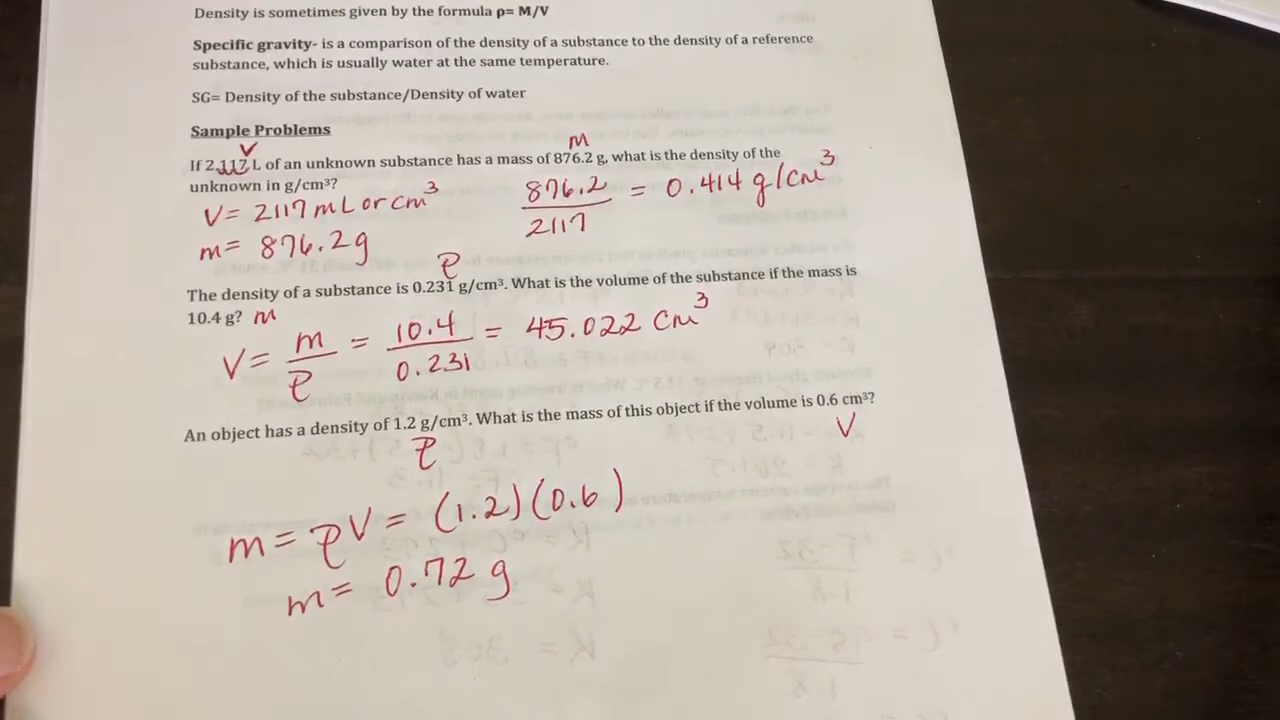 Density is sometimes given by the formula ρ= M/V
Specific gravity- is a comparison of the density of a substance to the density of a reference
substance, which is usually water at the same temperature.
SG= Density of the substance/Density of water
Sample Problems
V
m
If 2.117 L of an unknown substance has a mass of 876.2 g, what is the density of the
unknown in g/cm³?
V = 2117 mL or cm³
876.2 / 2117 = 0.414 g/cm³
m = 876.2g
ρ
The density of a substance is 0.231 g/cm³. What is the volume of the substance if the mass is
10.4 g? m
V = m/ρ = 10.4/0.231 = 45.022 cm³
An object has a density of 1.2 g/cm³. What is the mass of this object if the volume is 0.6 cm³?
ρ
V
m = ρV = (1.2)(0.6)
m = 0.72 g